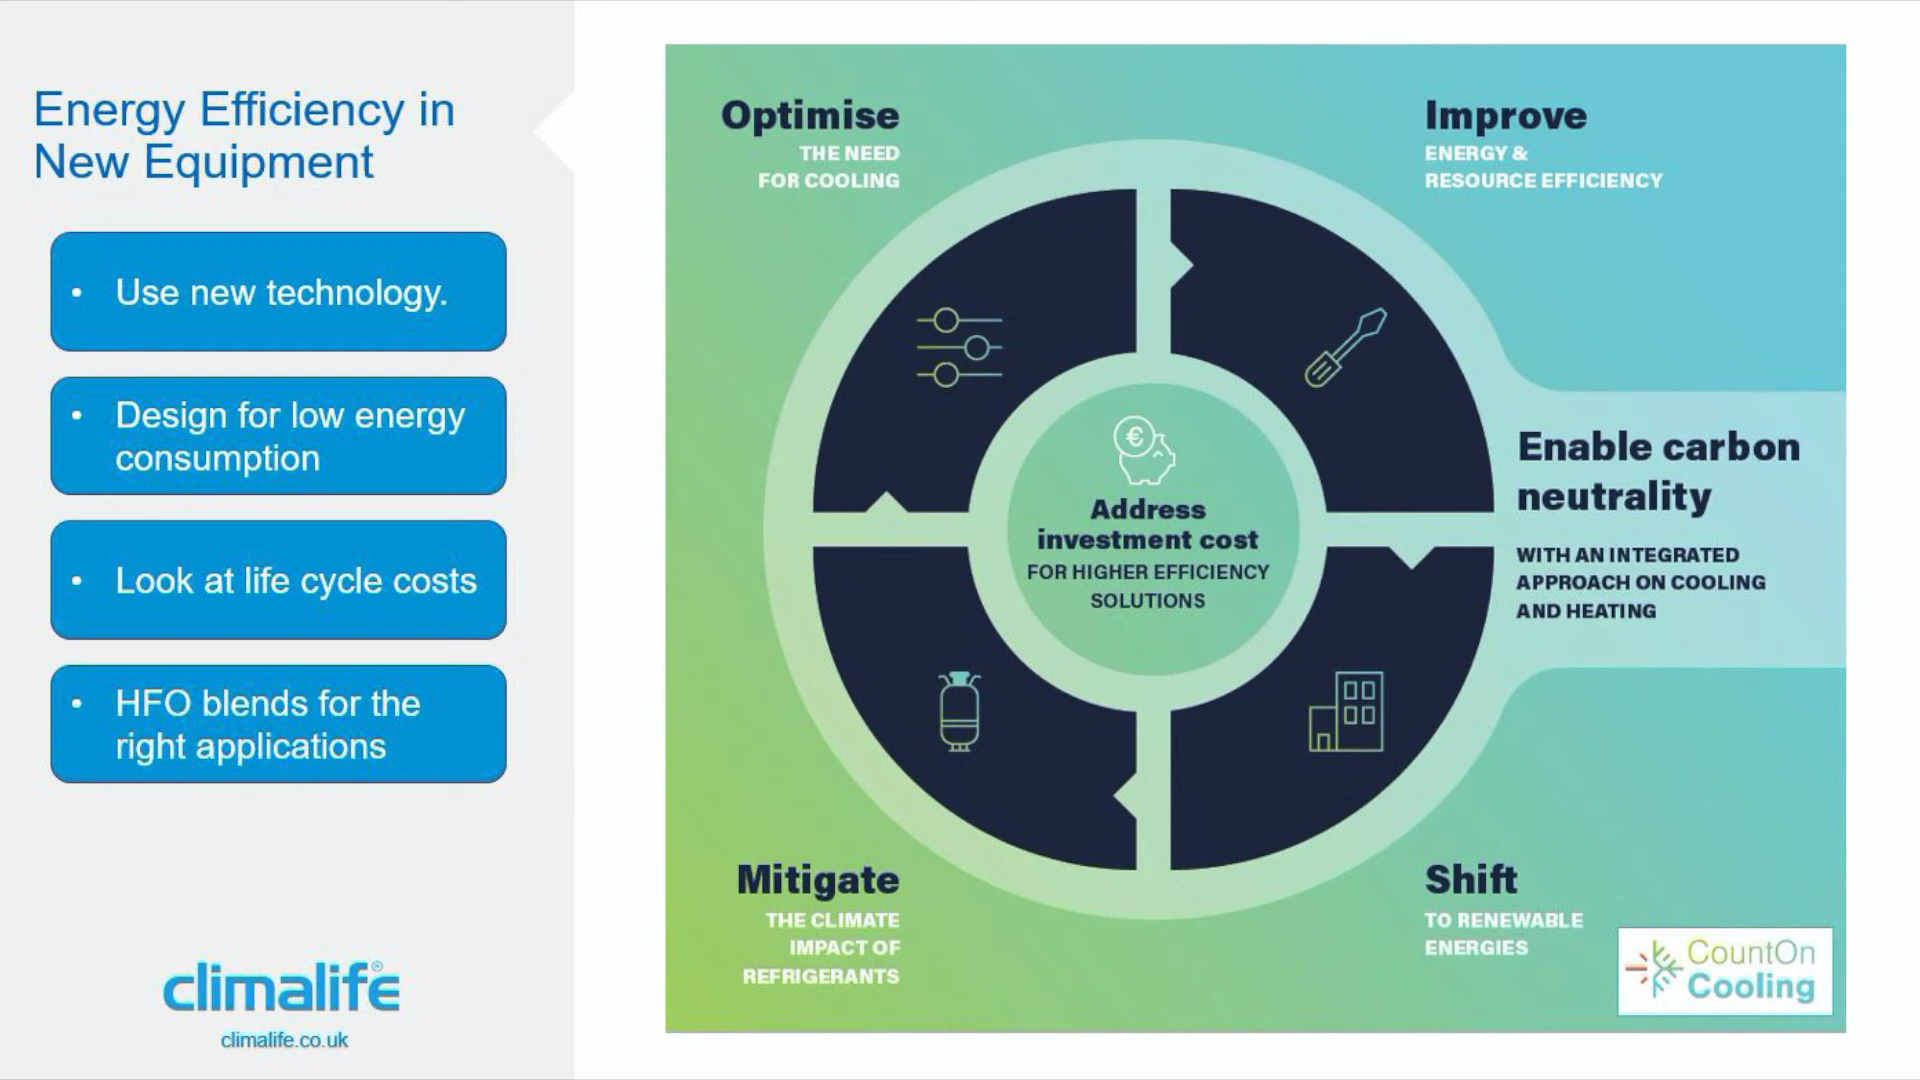 Energy Efficiency in
New Equipment
• Use new technology.
• Design for low energy
consumption
• Look at life cycle costs
• HFO blends for the
right applications
climalife®
climalife.co.uk
Optimise
THE NEED
FOR COOLING
Improve
ENERGY &
RESOURCE EFFICIENCY
€
Address
investment cost
FOR HIGHER EFFICIENCY
SOLUTIONS
Enable carbon
neutrality
WITH AN INTEGRATED
APPROACH ON COOLING
AND HEATING
Mitigate
THE CLIMATE
IMPACT OF
REFRIGERANTS
Shift
TO RENEWABLE
ENERGIES
CountOn
Cooling